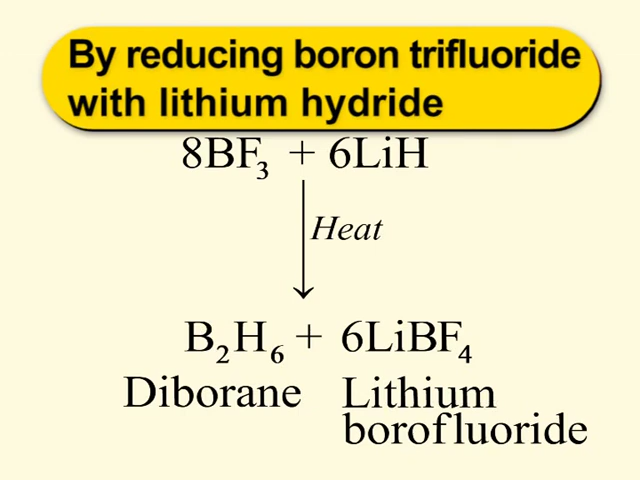 By reducing boron trifluoride
with lithium hydride
8BF₃ + 6LiH
Heat
B₂H₆ + 6LiBF₄
Diborane Lithium
borofluoride